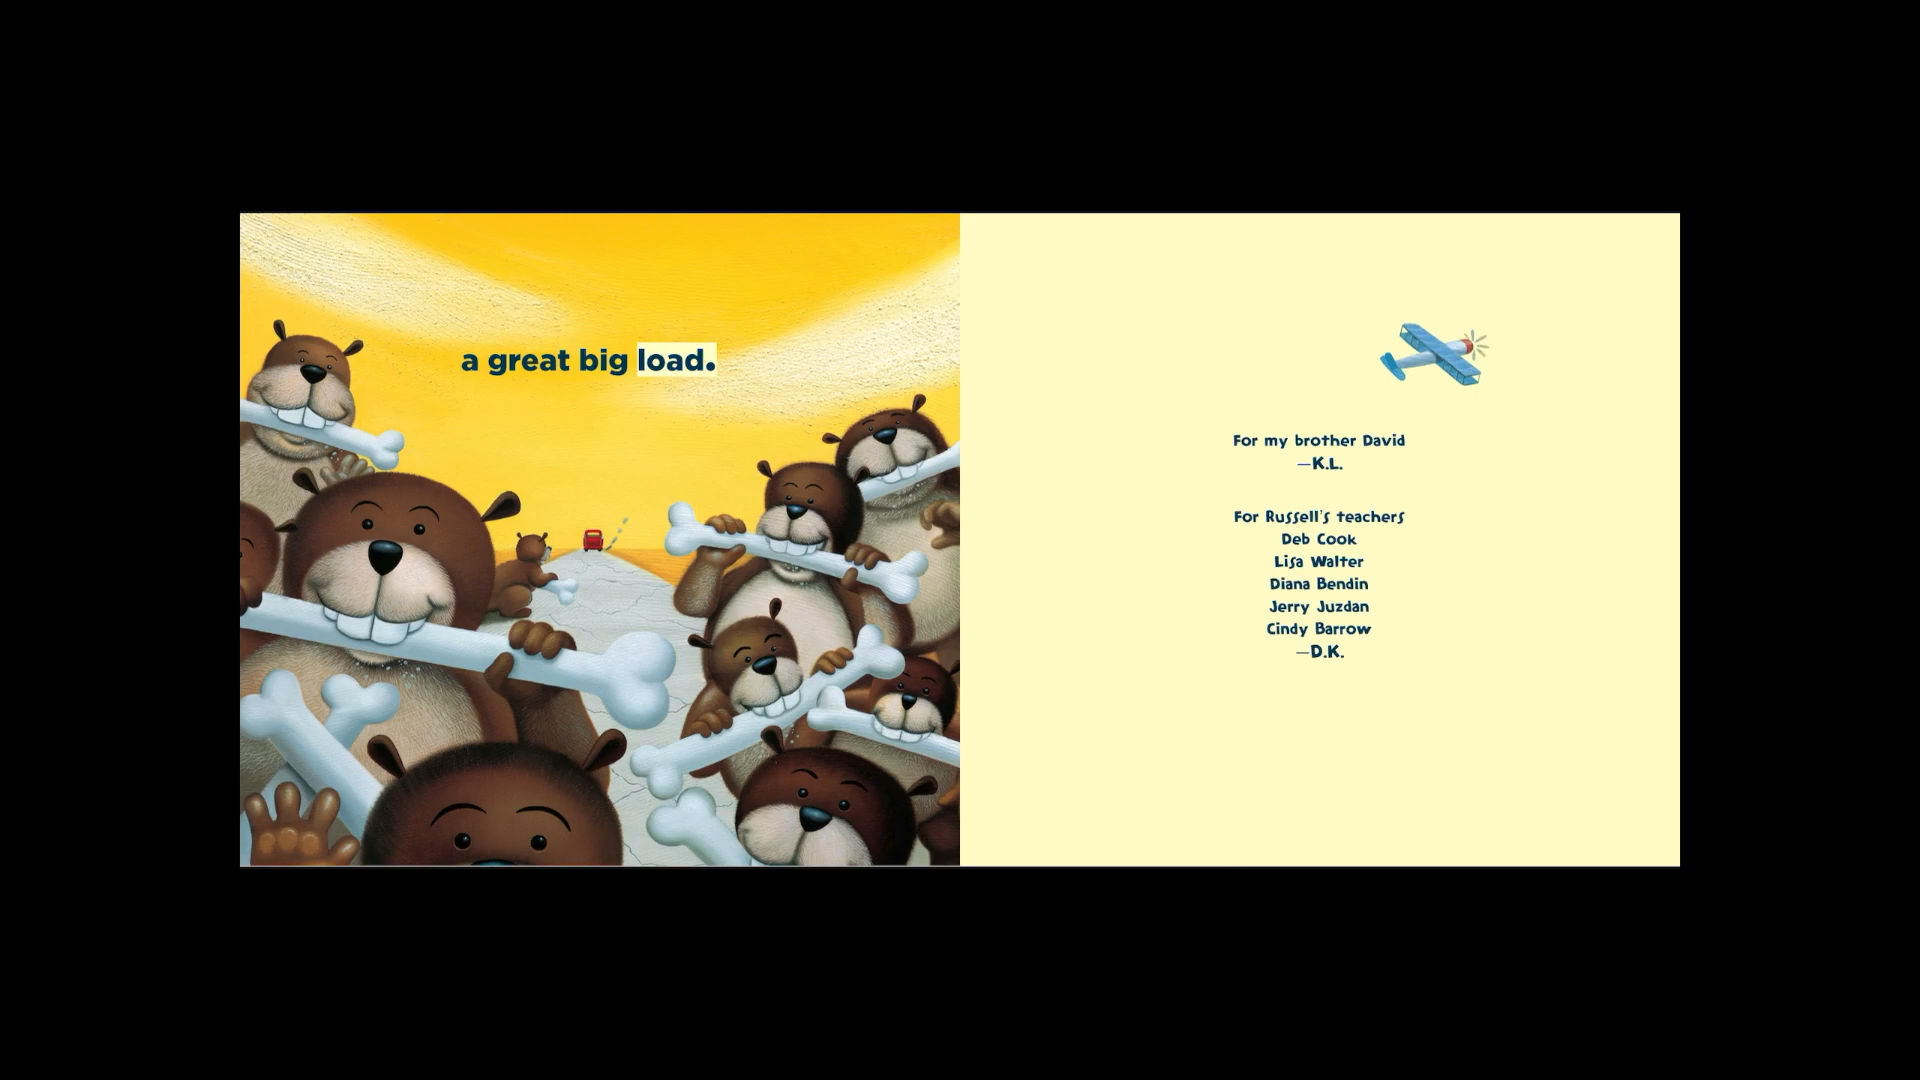 a great big load.
For my brother David
—K.L.
For Russell's teachers
Deb Cook
Lisa Walter
Diana Bendin
Jerry Juzdan
Cindy Barrow
—D.K.